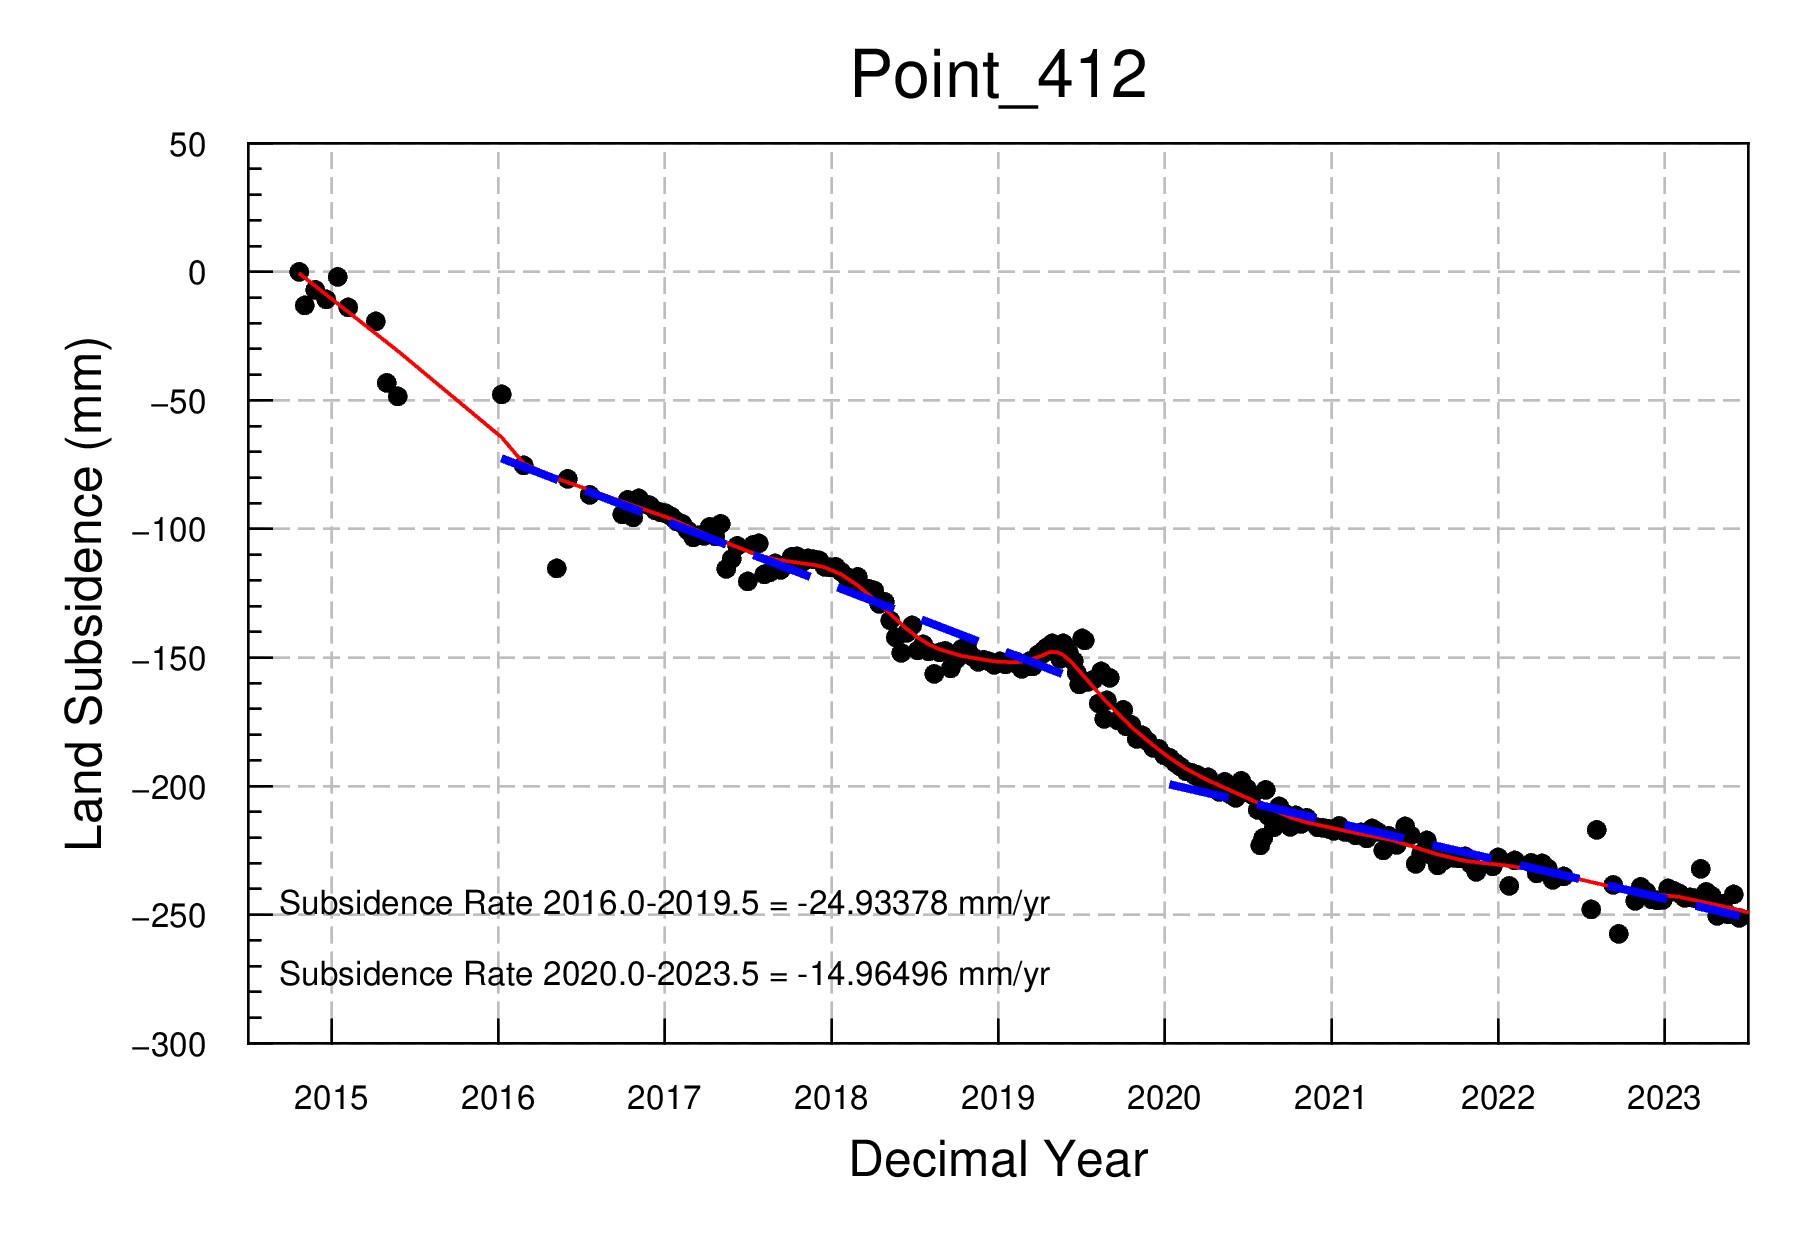 Point_412
50
0
−50
−100
−150
−200
−250
−300
Land Subsidence (mm)
Subsidence Rate 2016.0-2019.5 = -24.93378 mm/yr
Subsidence Rate 2020.0-2023.5 = -14.96496 mm/yr
2015 2016 2017 2018 2019 2020 2021 2022 2023
Decimal Year